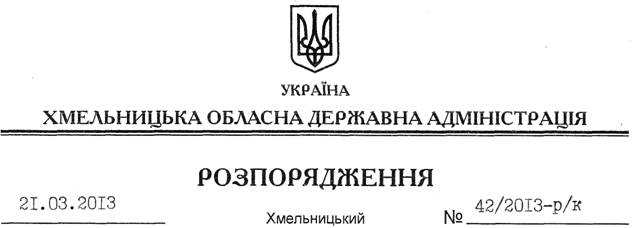 УКРАЇНА
ХМЕЛЬНИЦЬКА ОБЛАСНА ДЕРЖАВНА АДМІНІСТРАЦІЯ
РОЗПОРЯДЖЕННЯ
21.03.2013 Хмельницький № 42/2013-р/к